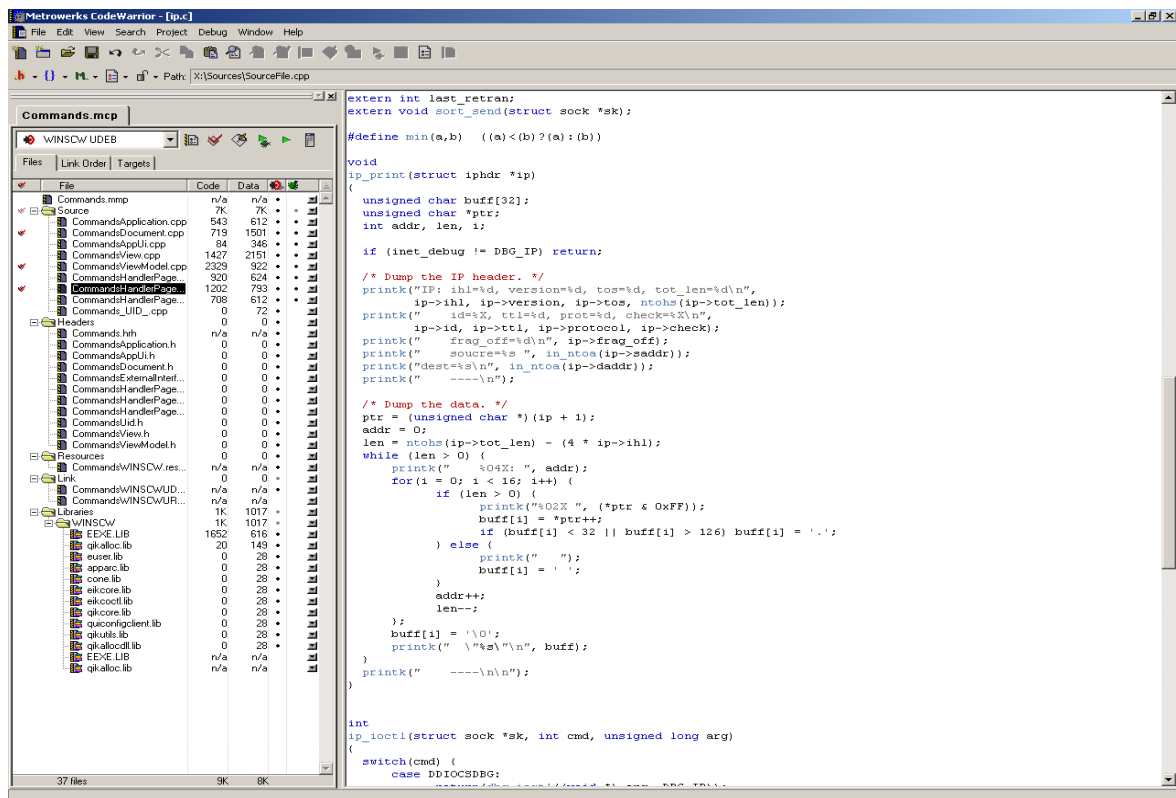 Metrowerks CodeWarrior - [ip.c]
File Edit View Search Project Debug Window Help
Path: X:\Sources\SourceFile.cpp
Commands.mcp
WINSCW UDEB
Files Link Order Targets
File Code Data
Commands.mmp n/a n/a
Source 7K 7K
CommandsApplication.cpp 543 612
CommandsDocument.cpp 719 1501
CommandsAppUi.cpp 84 346
CommandsView.cpp 1427 2151
CommandsViewModel.cpp 2329 922
CommandsHandlerPage... 920 624
CommandsHandlerPage... 1202 793
CommandsHandlerPage... 708 612
Commands_UID_.cpp 0 72
Headers 0 0
Commands.hrh n/a n/a
CommandsApplication.h 0 0
CommandsAppUi.h 0 0
CommandsDocument.h 0 0
CommandsExternalInterf... 0 0
CommandsHandlerPage... 0 0
CommandsHandlerPage... 0 0
CommandsHandlerPage... 0 0
CommandsUid.h 0 0
CommandsView.h 0 0
CommandsViewModel.h 0 0
Resources 0 0
CommandsWINSCW.res... n/a n/a
Link 0 0
CommandsWINSCWUD... n/a n/a
CommandsWINSCWUR... n/a n/a
Libraries 1K 1017
WINSCW 1K 1017
EEXE.LIB 1652 616
qikalloc.lib 20 149
euser.lib 0 28
apparc.lib 0 28
cone.lib 0 28
eikcore.lib 0 28
eikcoctl.lib 0 28
qikcore.lib 0 28
quiconfigclient.lib 0 28
qikutils.lib 0 28
qikallocdll.lib 0 28
EEXE.LIB n/a n/a
qikalloc.lib n/a n/a
37 files 9K 8K
extern int last_retran;
extern void sort_send(struct sock *sk);
#define min(a,b) ((a)<(b)?(a):(b))
void
ip_print(struct iphdr *ip)
{
unsigned char buff[32];
unsigned char *ptr;
int addr, len, i;
if (inet_debug != DBG_IP) return;
/* Dump the IP header. */
printk("IP: ihl=%d, version=%d, tos=%d, tot_len=%d\n",
ip->ihl, ip->version, ip->tos, ntohs(ip->tot_len));
printk("    id=%X, ttl=%d, prot=%d, check=%X\n",
ip->id, ip->ttl, ip->protocol, ip->check);
printk("    frag_off=%d\n", ip->frag_off);
printk("    soucre=%s ", in_ntoa(ip->saddr));
printk("dest=%s\n", in_ntoa(ip->daddr));
printk("    ----\n");
/* Dump the data. */
ptr = (unsigned char *)(ip + 1);
addr = 0;
len = ntohs(ip->tot_len) - (4 * ip->ihl);
while (len > 0) {
printk("    %04X: ", addr);
for(i = 0; i < 16; i++) {
if (len > 0) {
printk("%02X ", (*ptr & 0xFF));
buff[i] = *ptr++;
if (buff[i] < 32 || buff[i] > 126) buff[i] = '.';
} else {
printk("   ");
buff[i] = ' ';
}
addr++;
len--;
};
buff[i] = '\0';
printk("  \"%s\"\n", buff);
}
printk("    ----\n\n");
}
int
ip_ioctl(struct sock *sk, int cmd, unsigned long arg)
{
switch(cmd) {
case DDIOCSDBG:
return(dbg_ioctl((void *) arg, DBG_IP));